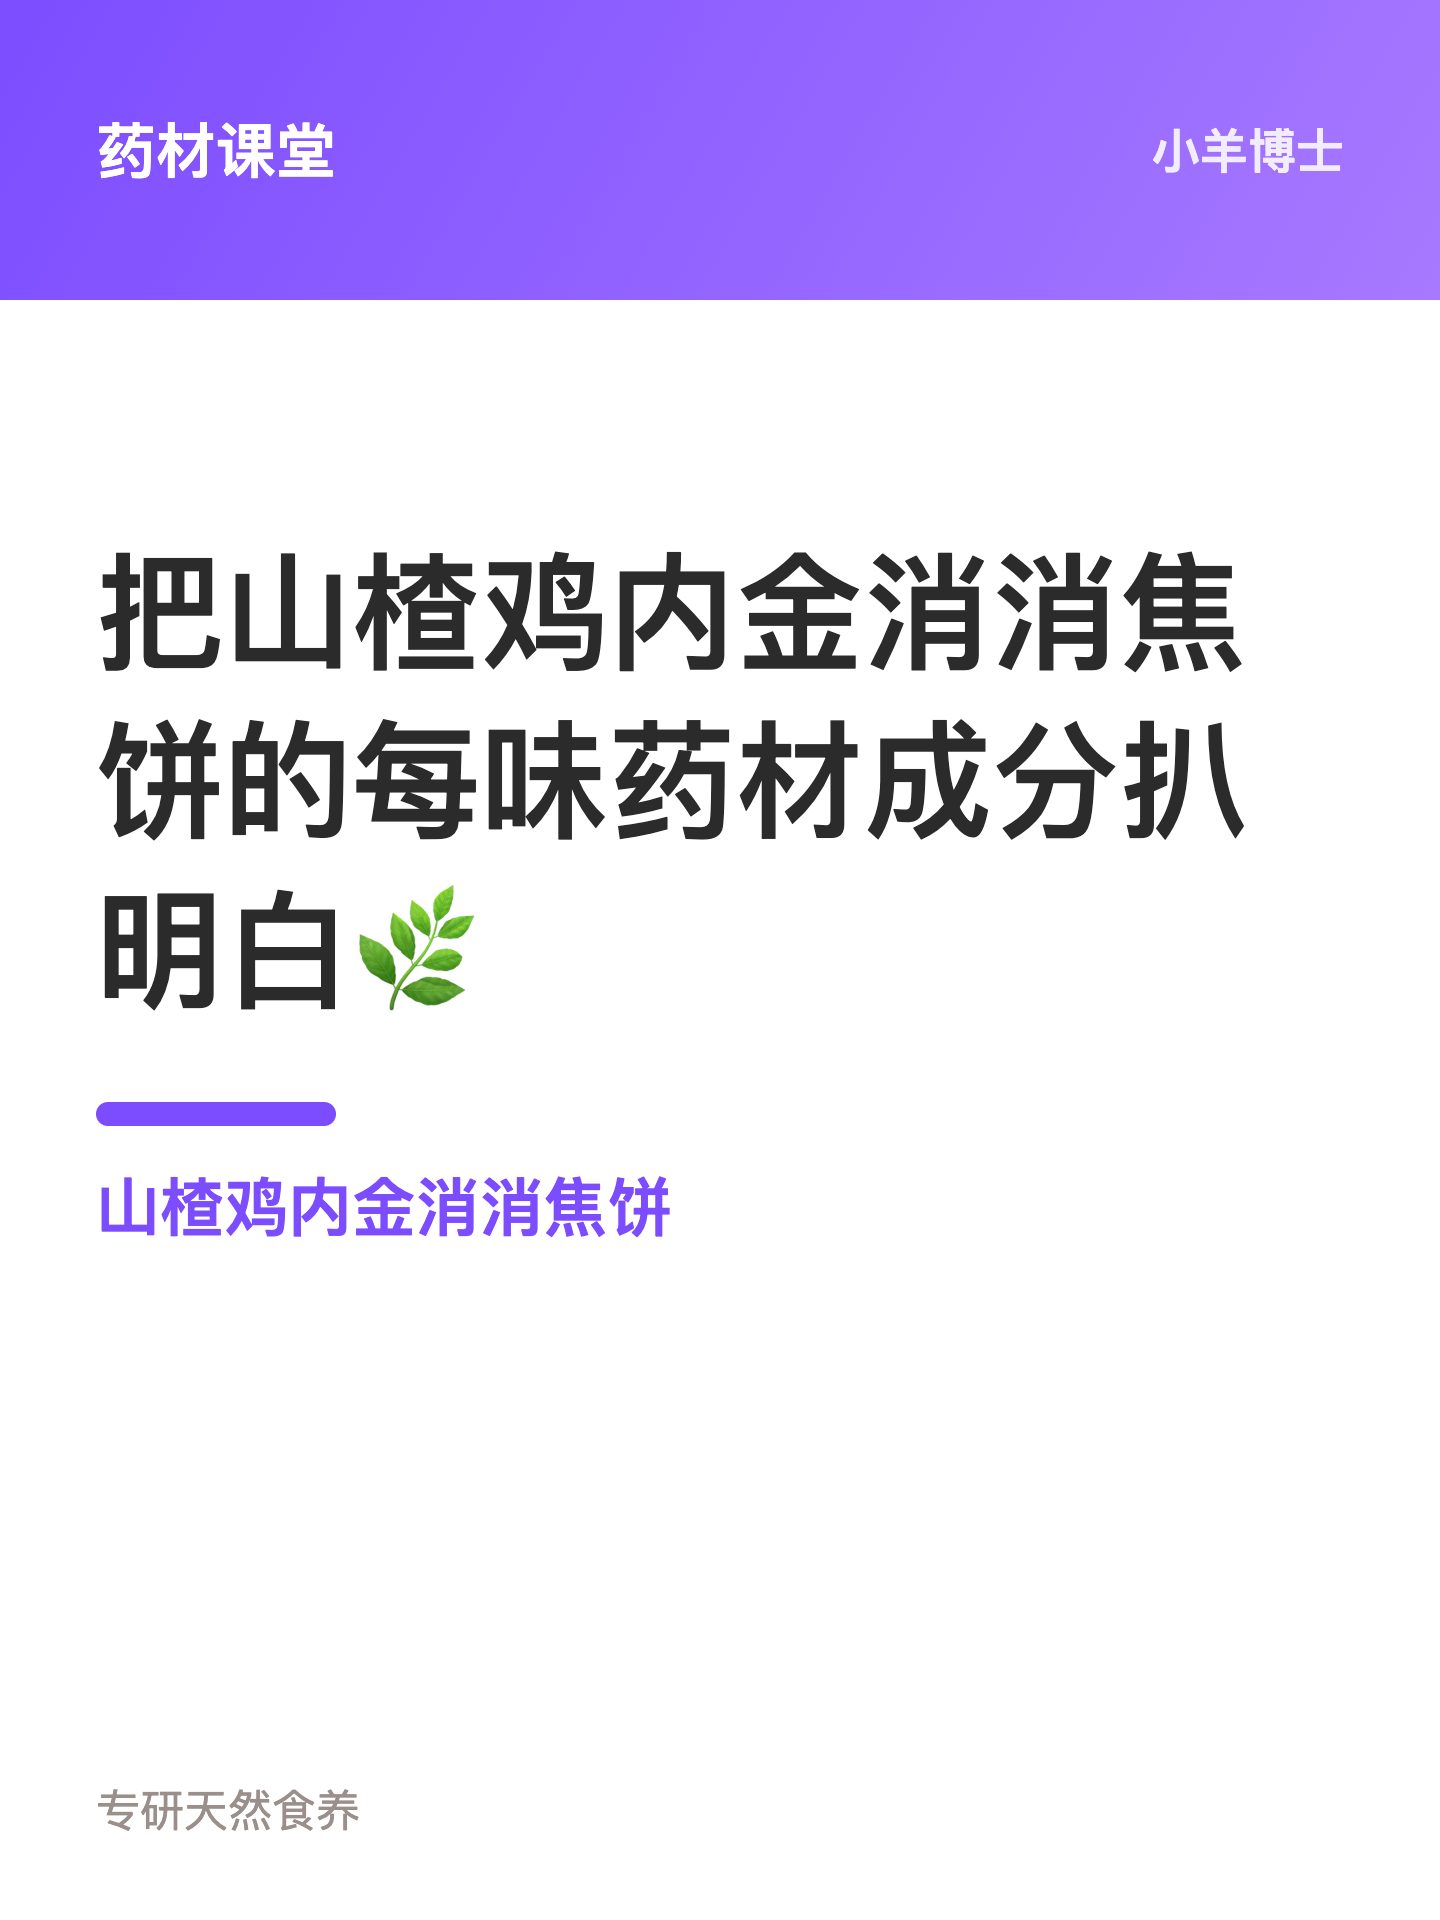 药材课堂
小羊博士
把山楂鸡内金消消焦
饼的每味药材成分扒
明白🌿
山楂鸡内金消消焦饼
专研天然食养